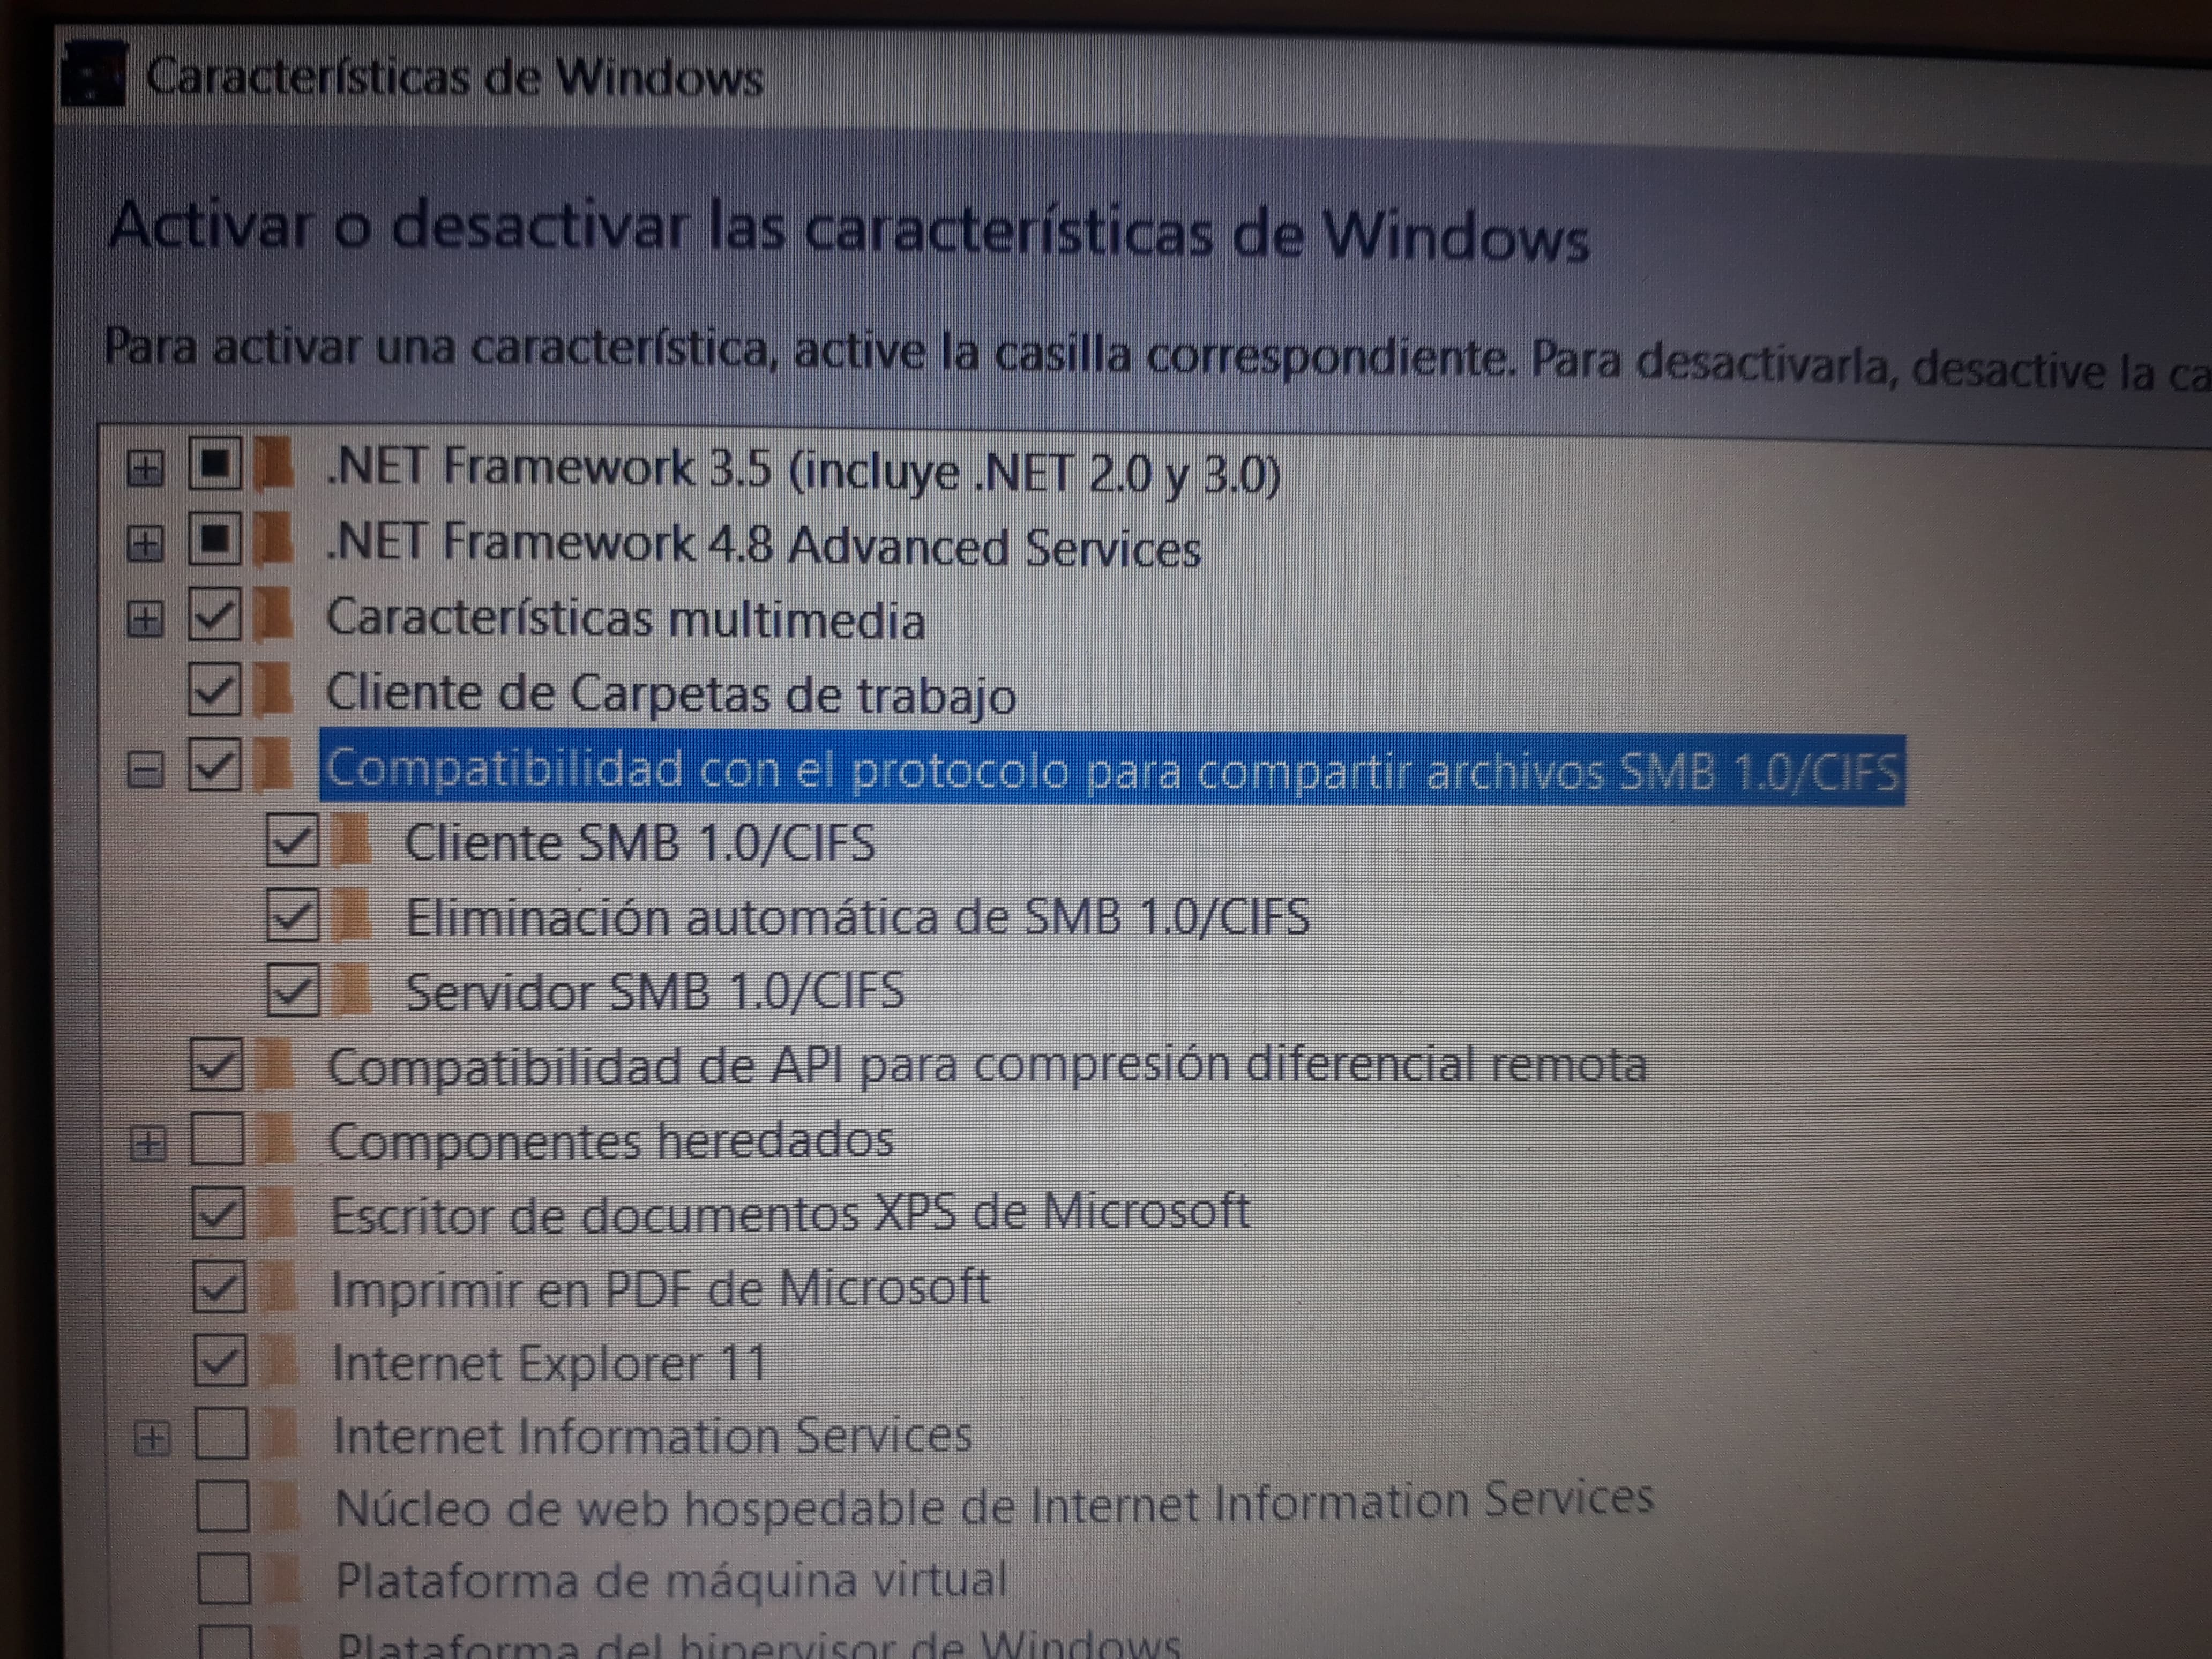 Características de Windows
Activar o desactivar las características de Windows
Para activar una característica, active la casilla correspondiente. Para desactivarla, desactive la ca
.NET Framework 3.5 (incluye .NET 2.0 y 3.0)
.NET Framework 4.8 Advanced Services
Características multimedia
Cliente de Carpetas de trabajo
Compatibilidad con el protocolo para compartir archivos SMB 1.0/CIFS
Cliente SMB 1.0/CIFS
Eliminación automática de SMB 1.0/CIFS
Servidor SMB 1.0/CIFS
Compatibilidad de API para compresión diferencial remota
Componentes heredados
Escritor de documentos XPS de Microsoft
Imprimir en PDF de Microsoft
Internet Explorer 11
Internet Information Services
Núcleo de web hospedable de Internet Information Services
Plataforma de máquina virtual
Plataforma del hipervisor de Windows